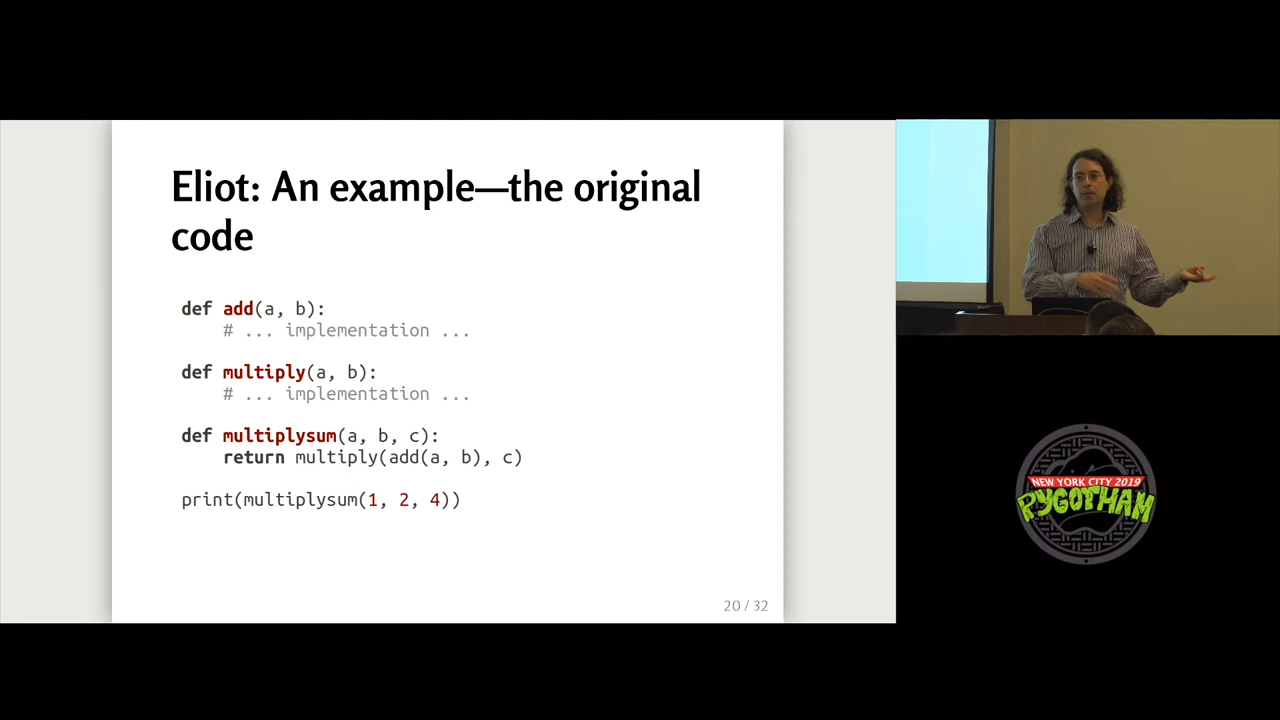 Eliot: An example—the original
code
def add(a, b):
# ... implementation ...
def multiply(a, b):
# ... implementation ...
def multiplysum(a, b, c):
return multiply(add(a, b), c)
print(multiplysum(1, 2, 4))
20 / 32
NEW YORK CITY 2019
PYGOTHAM